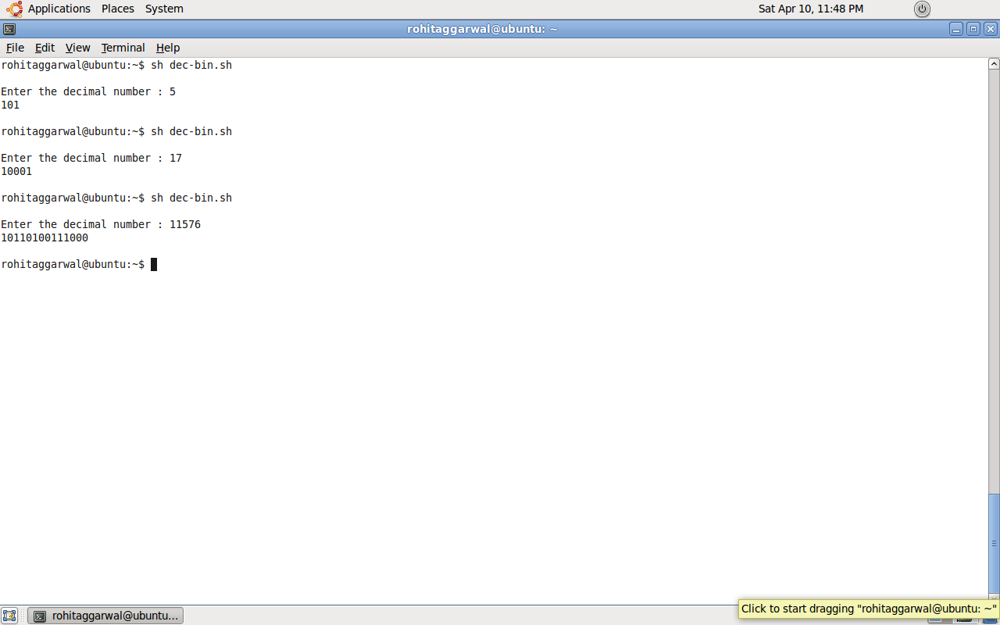 Applications Places System Sat Apr 10, 11:48 PM
rohitaggarwal@ubuntu: ~
File Edit View Terminal Help
rohitaggarwal@ubuntu:~$ sh dec-bin.sh
Enter the decimal number : 5
101
rohitaggarwal@ubuntu:~$ sh dec-bin.sh
Enter the decimal number : 17
10001
rohitaggarwal@ubuntu:~$ sh dec-bin.sh
Enter the decimal number : 11576
10110100111000
rohitaggarwal@ubuntu:~$
Click to start dragging "rohitaggarwal@ubuntu: ~"
rohitaggarwal@ubuntu...